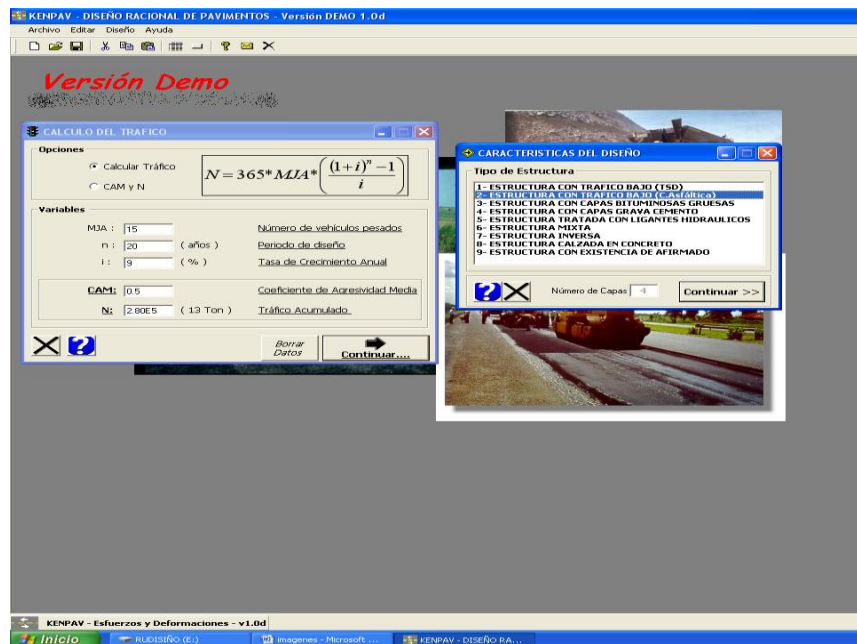 KENPAV - DISEÑO RACIONAL DE PAVIMENTOS - Versión DEMO 1.0d
Archivo Editar Diseño Ayuda
Versión Demo
CALCULO DEL TRAFICO
Opciones
Calcular Tráfico
CAM y N
N = 365* MJA* ( (1+i)^n − 1 / i )
Variables
MJA : 15 Número de vehículos pesados
n : 20 ( años ) Periodo de diseño
i : 9 ( % ) Tasa de Crecimiento Anual
CAM: 0.5 Coeficiente de Agresividad Media
N: 2.80E5 ( 13 Ton ) Tráfico Acumulado
Borrar Datos
Continuar....
CARACTERISTICAS DEL DISEÑO
Tipo de Estructura
1- ESTRUCTURA CON TRAFICO BAJO (TSD)
2- ESTRUCTURA CON TRAFICO BAJO (C.Asfáltica)
3- ESTRUCTURA CON CAPAS BITUMINOSAS GRUESAS
4- ESTRUCTURA CON CAPAS GRAVA CEMENTO
5- ESTRUCTURA TRATADA CON LIGANTES HIDRAULICOS
6- ESTRUCTURA MIXTA
7- ESTRUCTURA INVERSA
8- ESTRUCTURA CALZADA EN CONCRETO
9- ESTRUCTURA CON EXISTENCIA DE AFIRMADO
Número de Capas 4
Continuar >>
KENPAV - Esfuerzos y Deformaciones - v1.0d
Inicio RUDISIÑO (E:) imagenes - Microsoft ... KENPAV - DISEÑO RA...